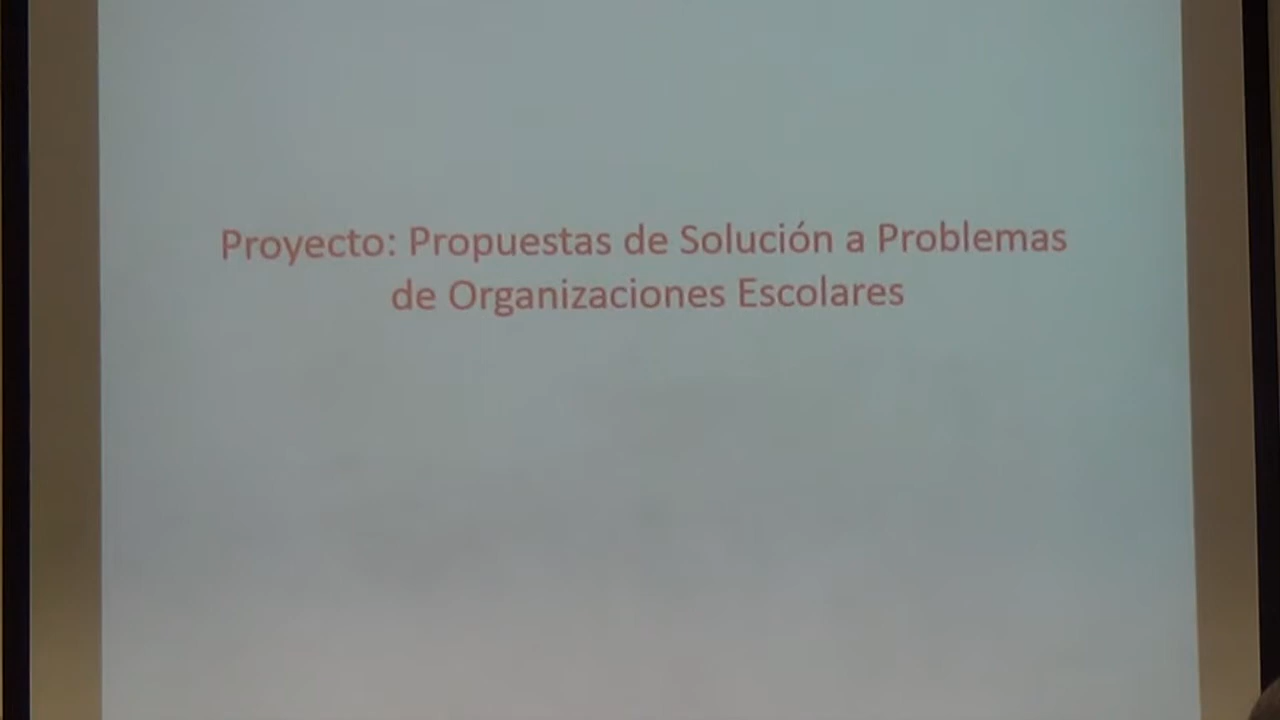 Proyecto: Propuestas de Solución a Problemas
de Organizaciones Escolares